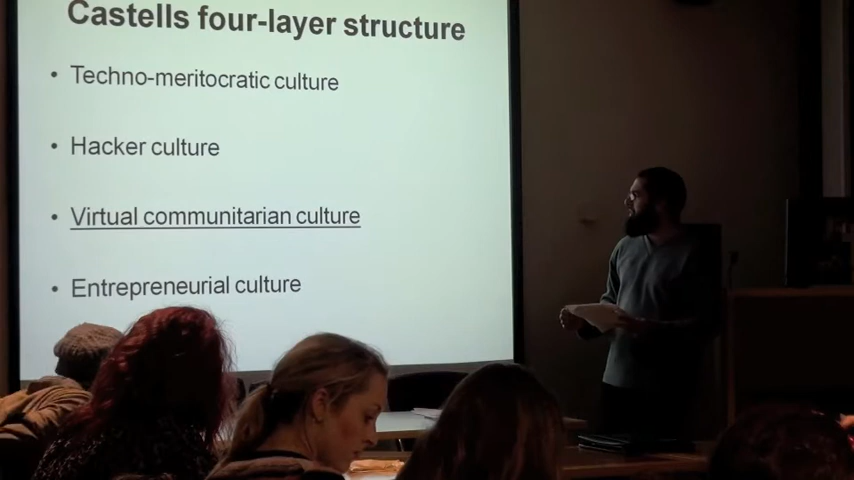 Castells four-layer structure
• Techno-meritocratic culture
• Hacker culture
• Virtual communitarian culture
• Entrepreneurial culture